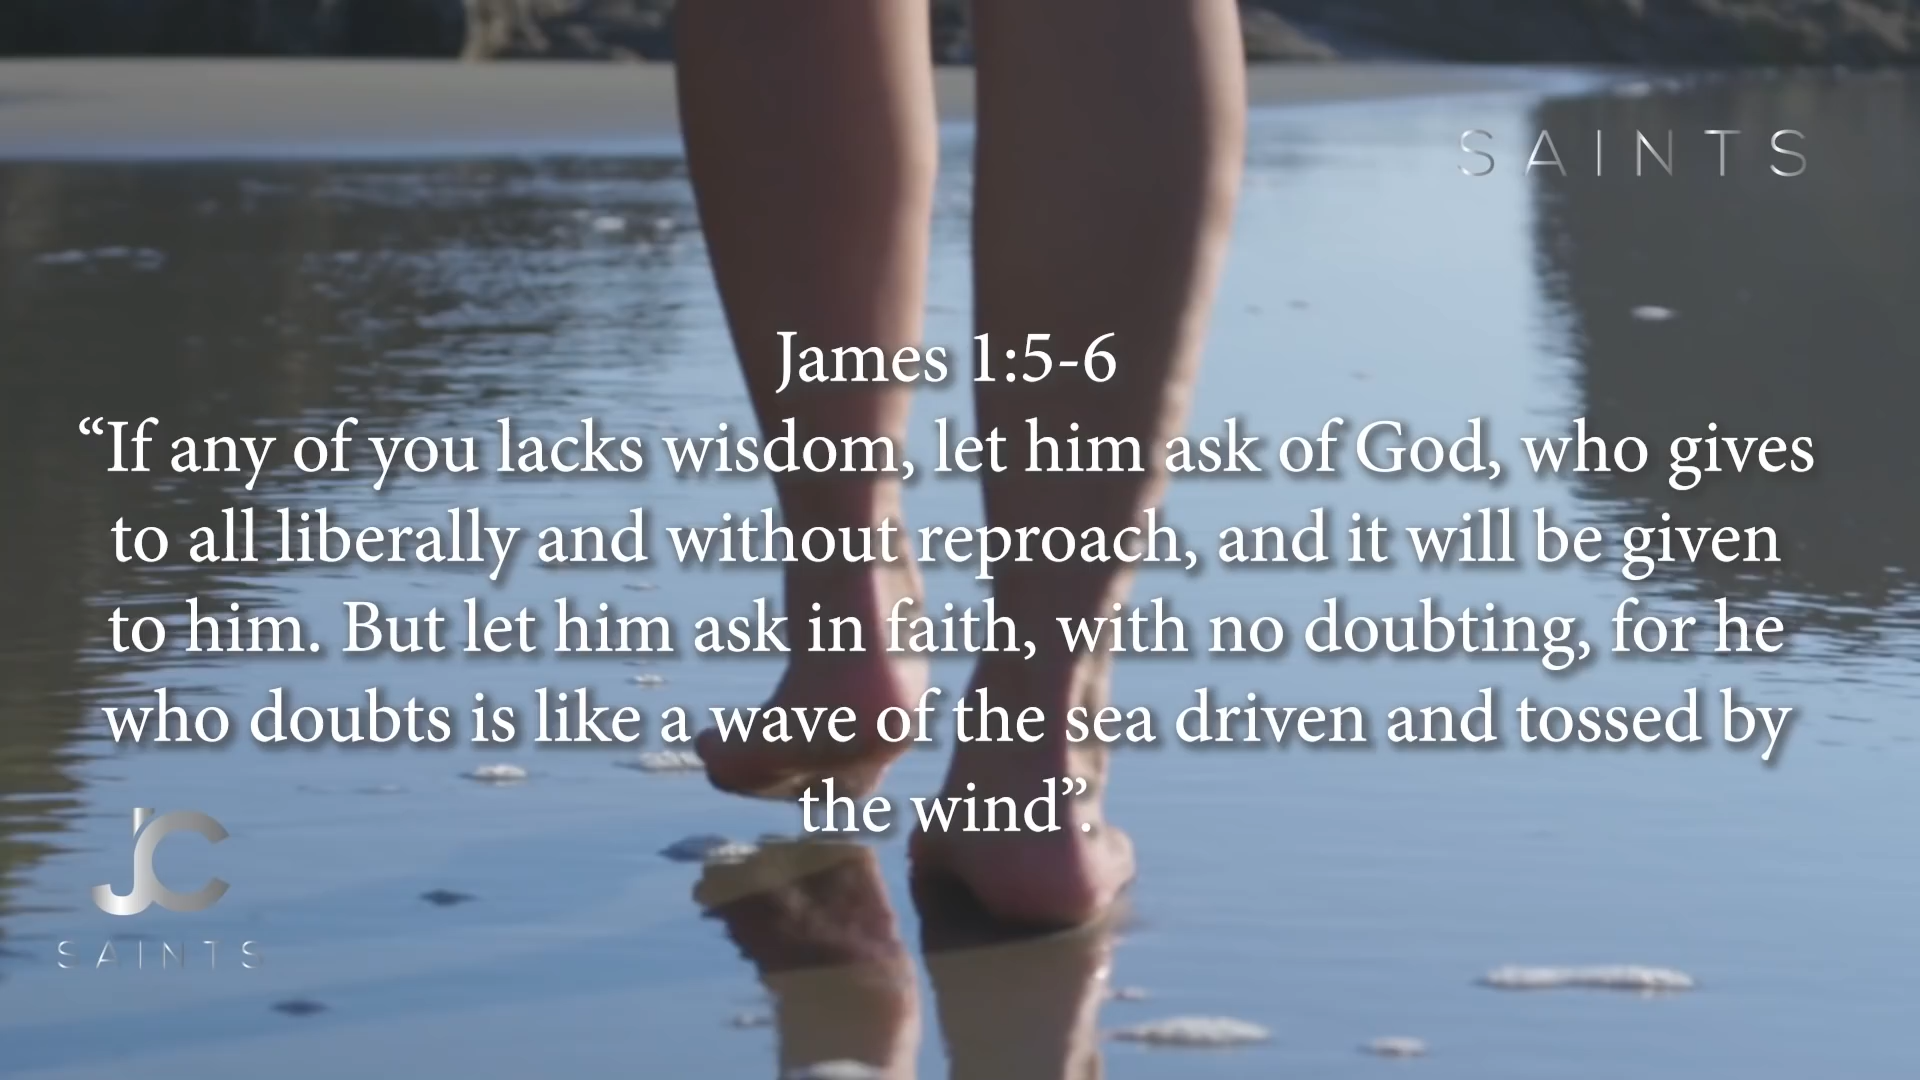 SAINTS
James 1:5-6
“If any of you lacks wisdom, let him ask of God, who gives
to all liberally and without reproach, and it will be given
to him. But let him ask in faith, with no doubting, for he
who doubts is like a wave of the sea driven and tossed by
the wind”.
JC
SAINTS